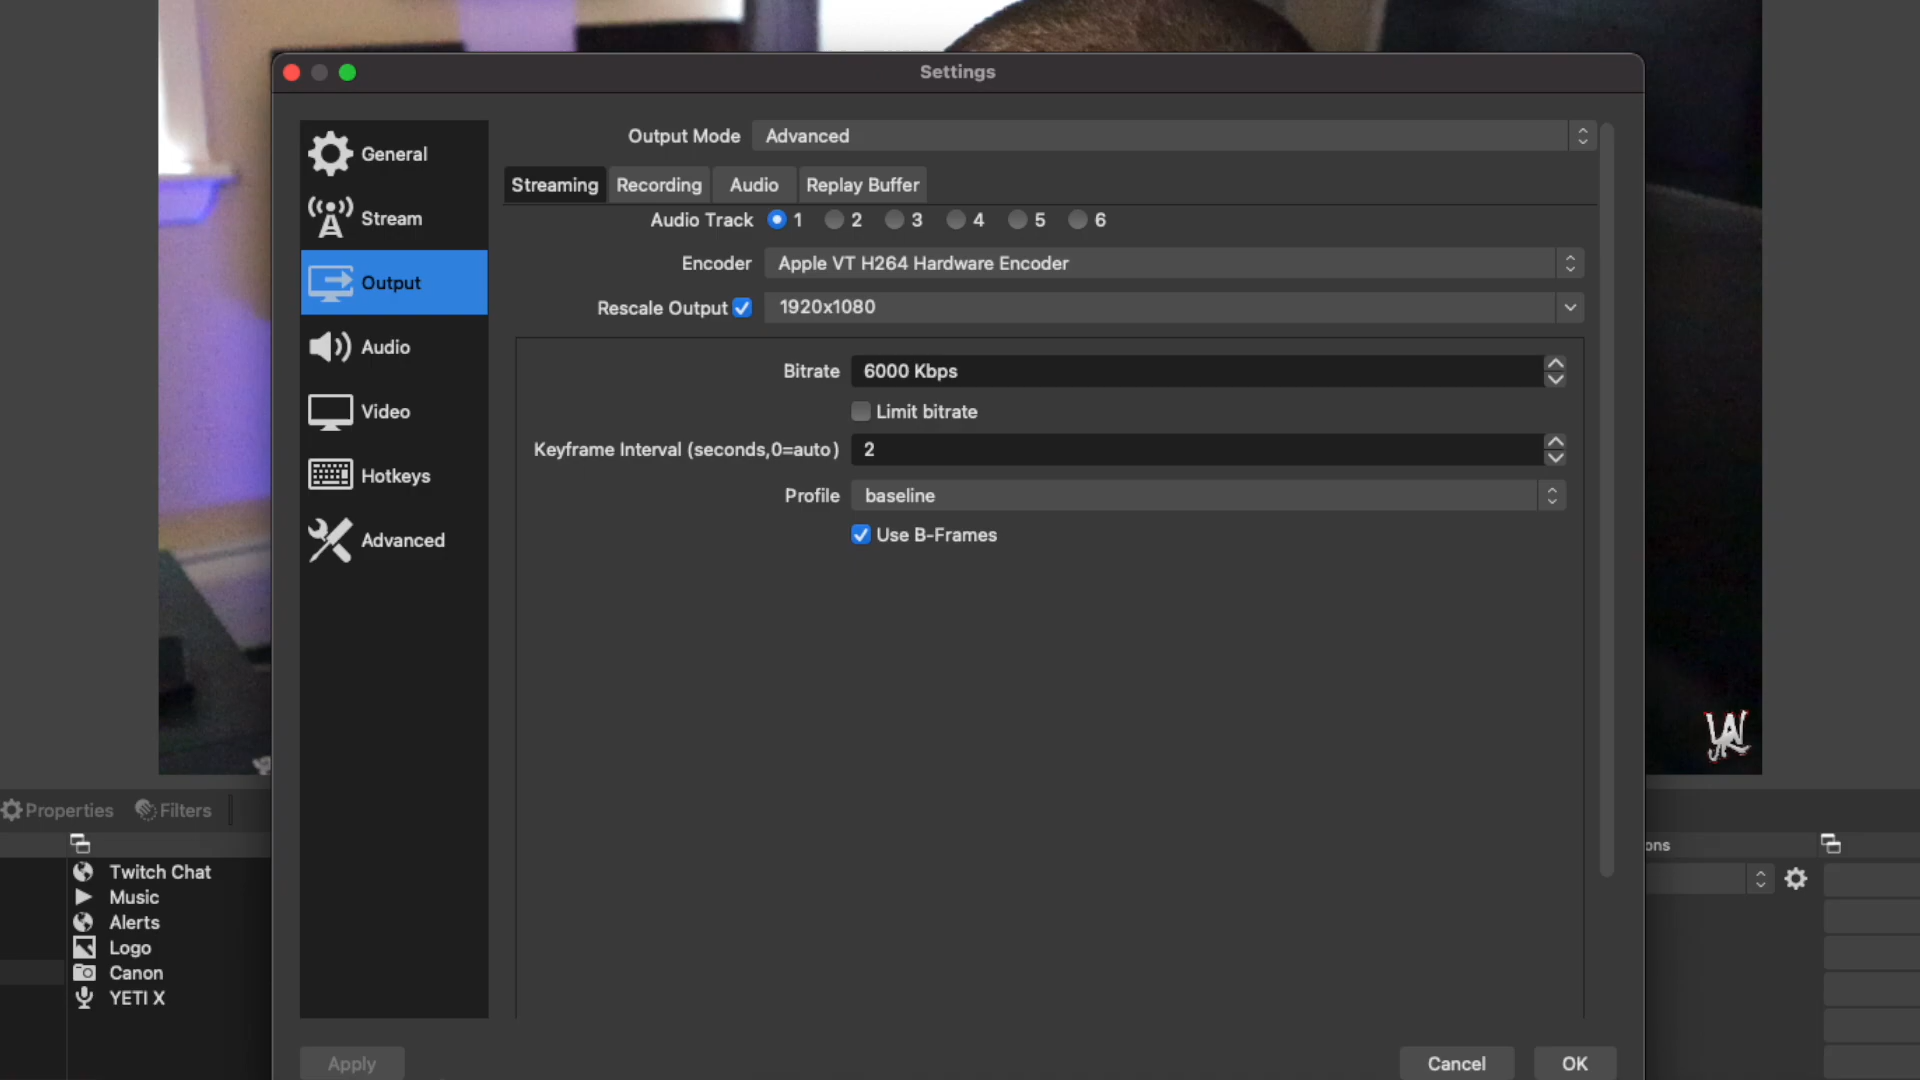 Settings
General
Stream
Output
Audio
Video
Hotkeys
Advanced
Output Mode Advanced
Streaming Recording Audio Replay Buffer
Audio Track 1 2 3 4 5 6
Encoder Apple VT H264 Hardware Encoder
Rescale Output 1920x1080
Bitrate 6000 Kbps
Limit bitrate
Keyframe Interval (seconds,0=auto) 2
Profile baseline
Use B-Frames
Apply Cancel OK
Properties Filters
Twitch Chat
Music
Alerts
Logo
Canon
YETI X
ons